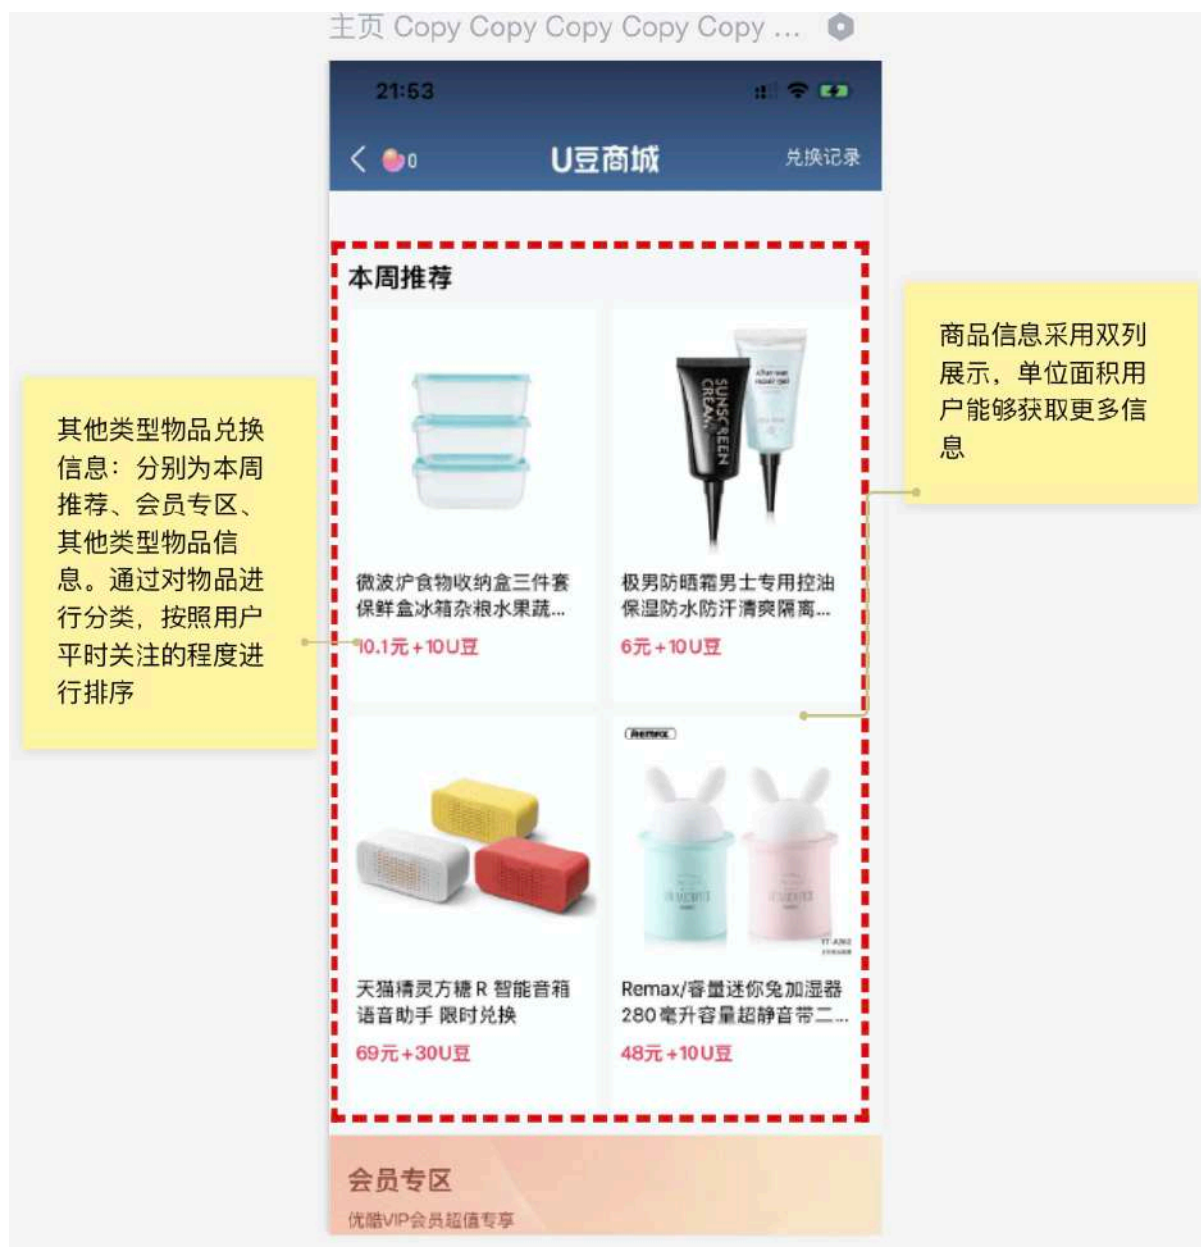 主页 Copy Copy Copy Copy Copy ...
21:53
0
U豆商城
兑换记录
本周推荐
SUNSCREEN
CREAM
After-sun
repair gel
微波炉食物收纳盒三件套
保鲜盒冰箱杂粮水果蔬...
10.1元+10U豆
极男防晒霜男士专用控油
保湿防水防汗清爽隔离...
6元+10U豆
Remax
天猫精灵方糖 R 智能音箱
语音助手 限时兑换
69元+30U豆
Remax/睿量迷你兔加湿器
280毫升容量超静音带二...
48元+10U豆
会员专区
优酷VIP会员超值专享
其他类型物品兑换
信息：分别为本周
推荐、会员专区、
其他类型物品信
息。通过对物品进
行分类，按照用户
平时关注的程度进
行排序
商品信息采用双列
展示，单位面积用
户能够获取更多信
息